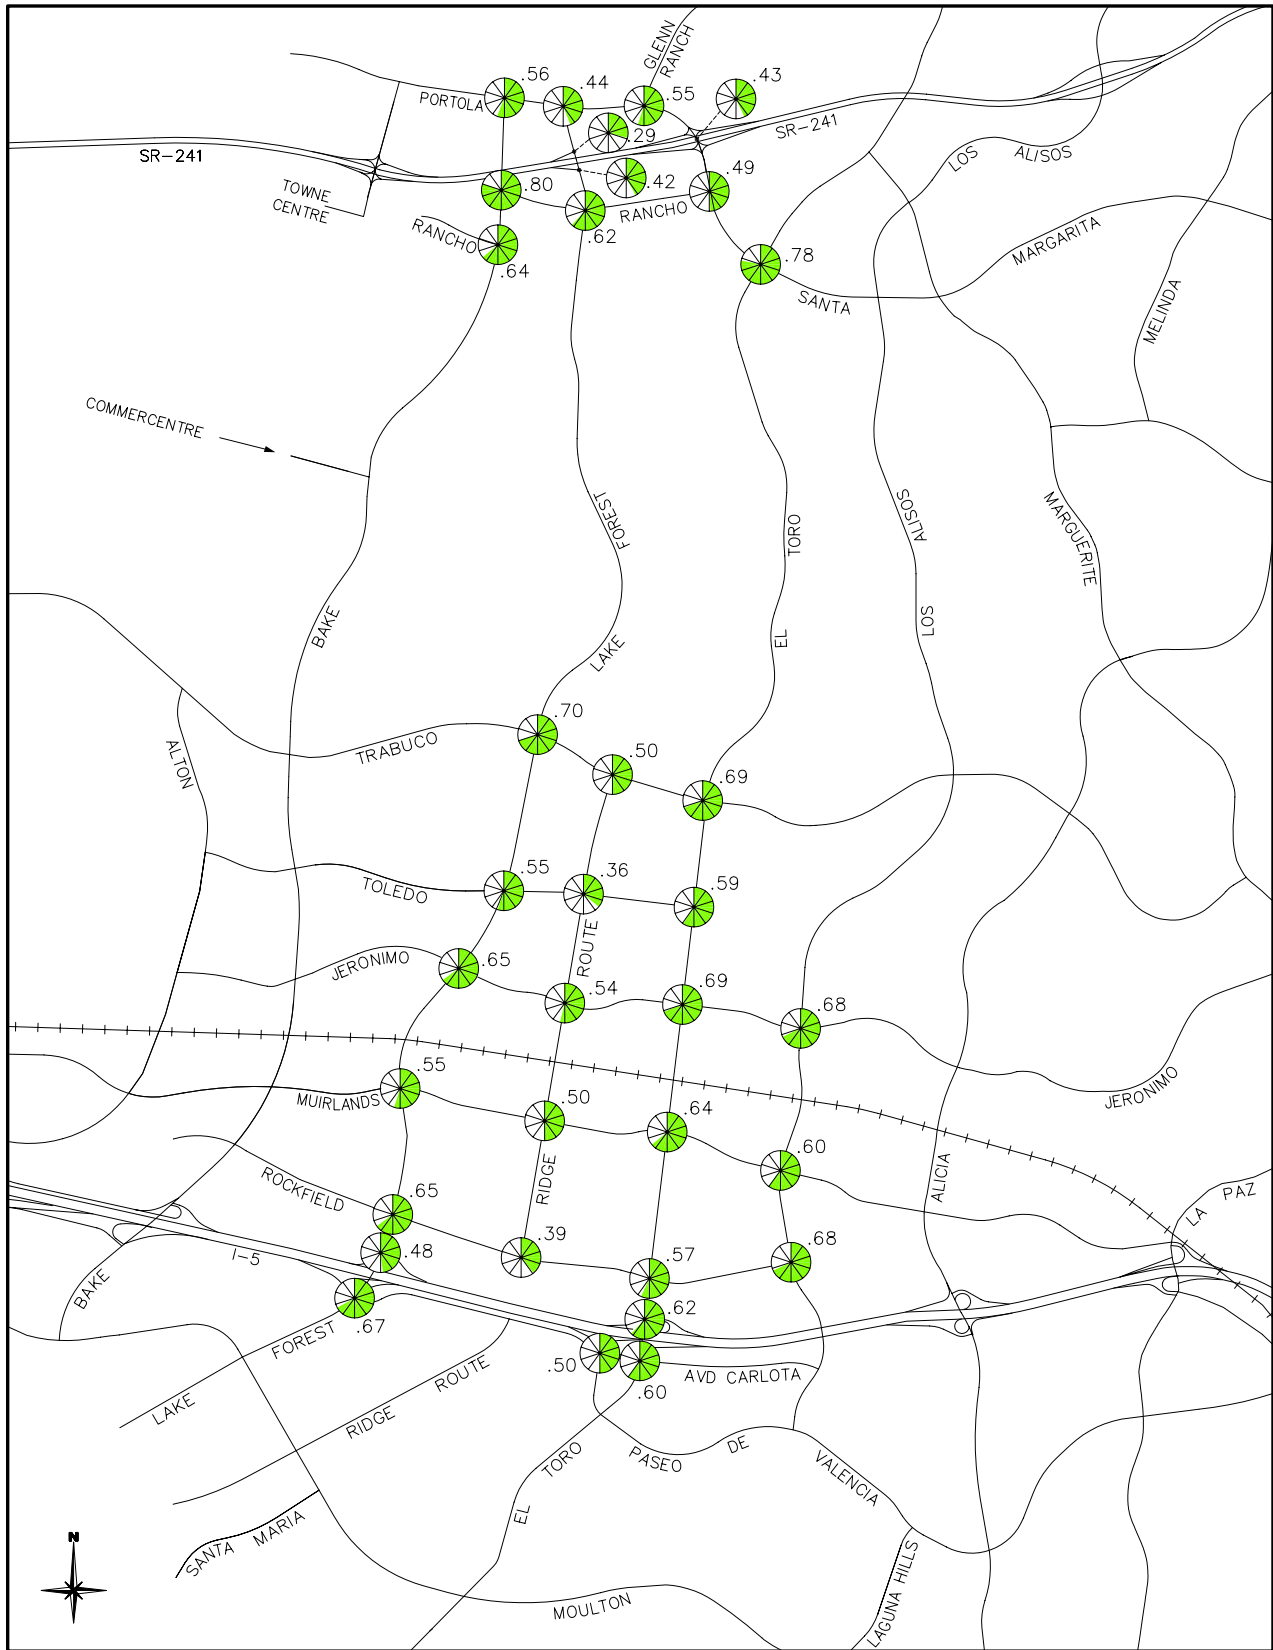 GLENN
RANCH
.56
.44
.55
.43
PORTOLA
.29
SR-241
SR-241
LOS
ALISOS
TOWNE
CENTRE
.80
.42
.49
RANCHO
.62
RANCHO
.64
.78
SANTA
MARGARITA
MELINDA
COMMERCENTRE
FOREST
TORO
ALISOS
MARGUERITE
BAKE
LAKE
EL
LOS
.70
TRABUCO
.50
.69
ALTON
.55
.36
.59
TOLEDO
ROUTE
JERONIMO
.65
.54
.69
.68
.55
MUIRLANDS
.50
.64
JERONIMO
.60
RIDGE
ROCKFIELD
ALICIA
LA
PAZ
.65
.39
.48
I-5
.57
.68
BAKE
.67
.62
FOREST
.50
.60
AVD CARLOTA
LAKE
RIDGE
ROUTE
EL
TORO
PASEO
DE
VALENCIA
SANTA
MARIA
N
MOULTON
LAGUNA HILLS